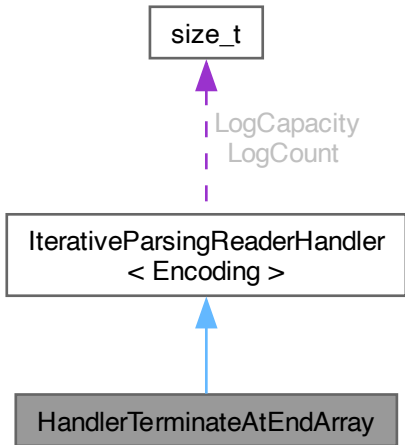 size_t
LogCapacity
LogCount
IterativeParsingReaderHandler
< Encoding >
HandlerTerminateAtEndArray